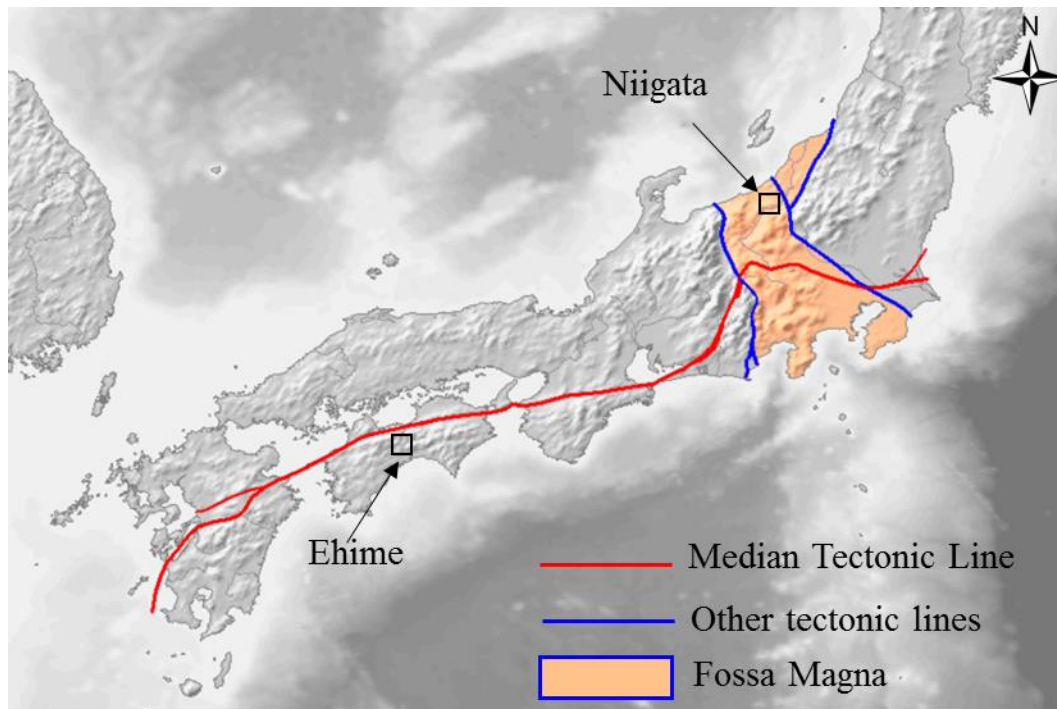 N
Niigata
Ehime
Median Tectonic Line
Other tectonic lines
Fossa Magna